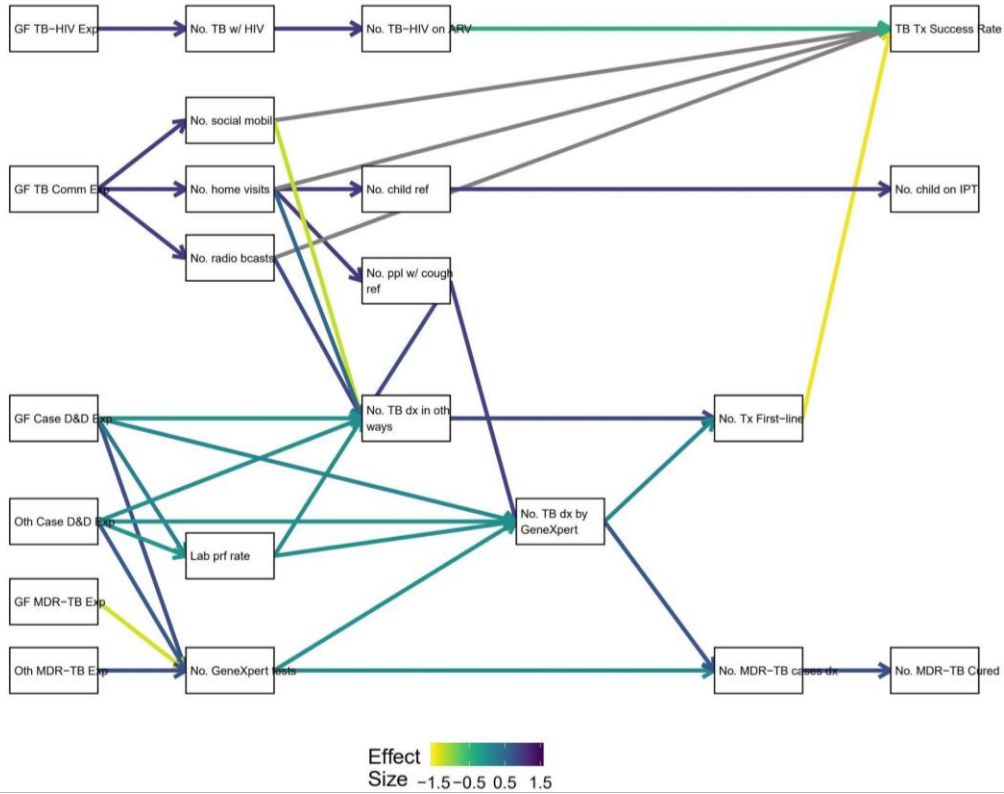 GF TB−HIV Exp
No. TB w/ HIV
No. TB−HIV on ARV
TB Tx Success Rate
No. social mobil
GF TB Comm Exp
No. home visits
No. child ref
No. child on IPT
No. radio bcasts
No. ppl w/ cough
ref
GF Case D&D Exp
No. TB dx in oth
ways
No. Tx First−line
Oth Case D&D Exp
No. TB dx by
GeneXpert
Lab prf rate
GF MDR−TB Exp
Oth MDR−TB Exp
No. GeneXpert tests
No. MDR−TB cases dx
No. MDR−TB Cured
Effect
Size
−1.5 −0.5 0.5 1.5